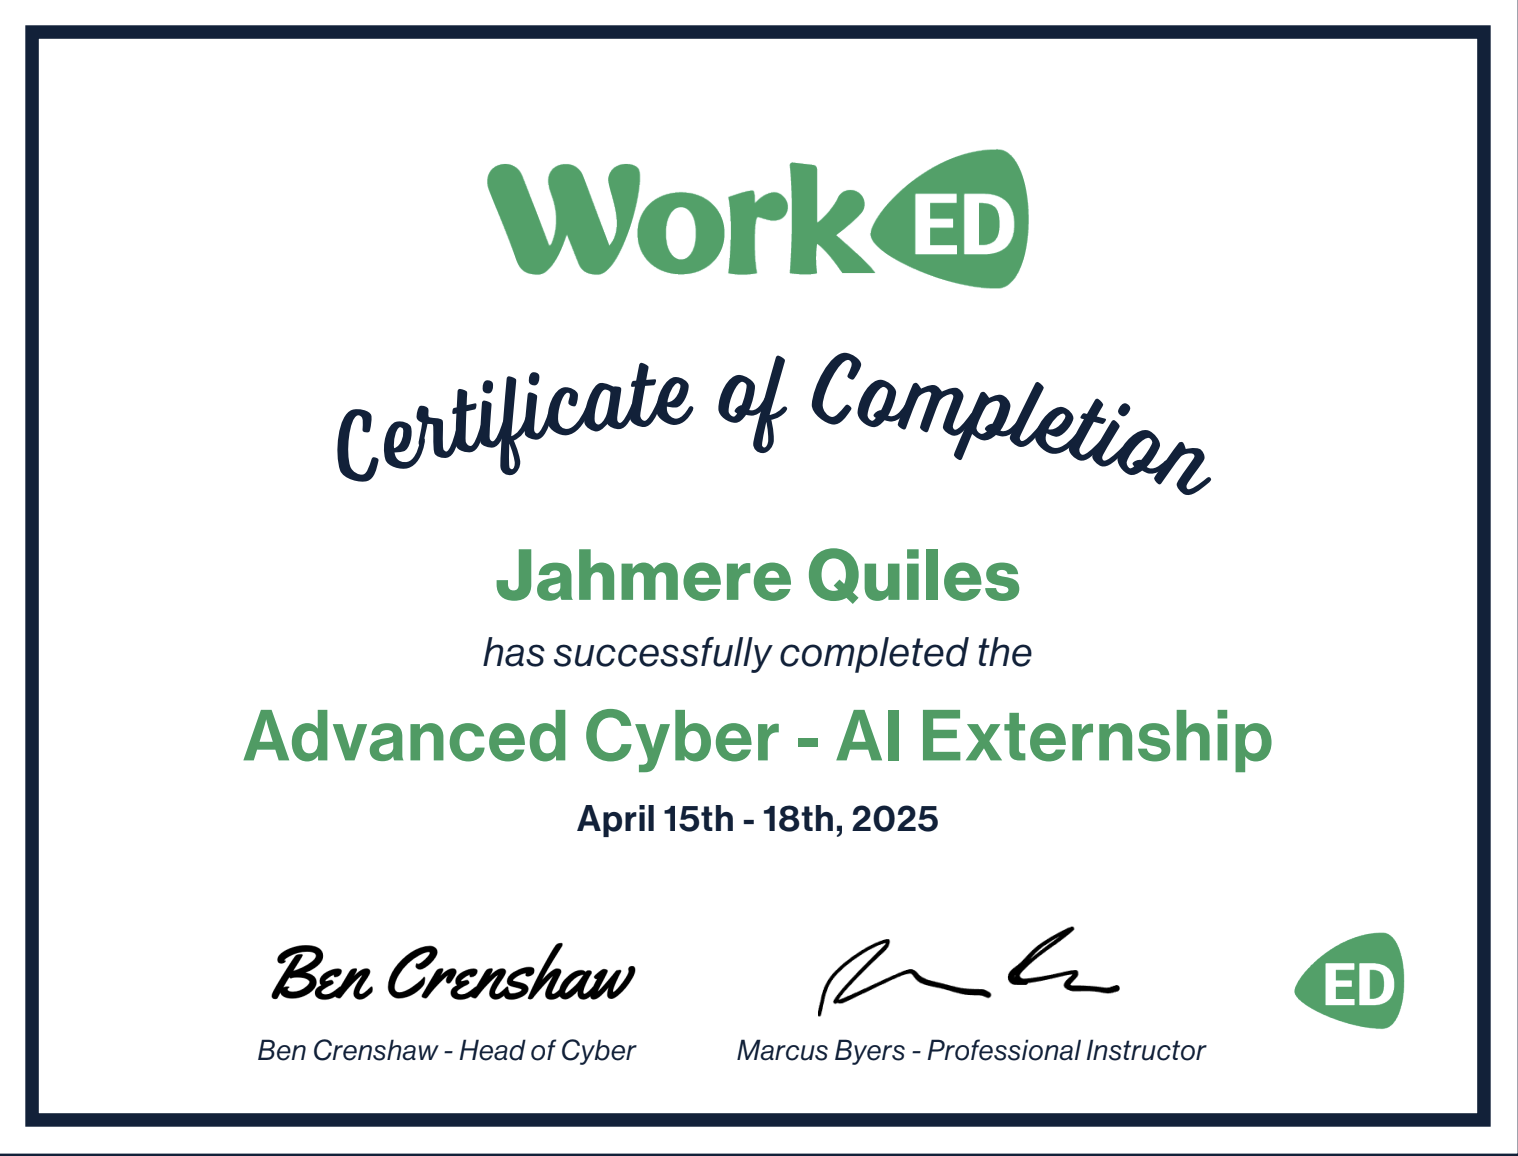 WorkED
Certificate of Completion
Jahmere Quiles
has successfully completed the
Advanced Cyber - AI Externship
April 15th - 18th, 2025
Ben Crenshaw
Ben Crenshaw - Head of Cyber
Marcus Byers - Professional Instructor
ED